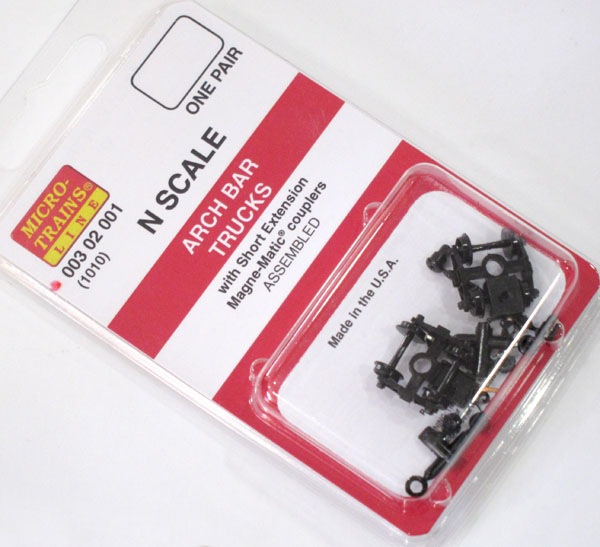 ONE PAIR
N SCALE
MICRO-
TRAINS®
LINE
003 02 001
(1010)
ARCH BAR
TRUCKS
with Short Extension
Magne-Matic® couplers
ASSEMBLED
Made in the U.S.A.